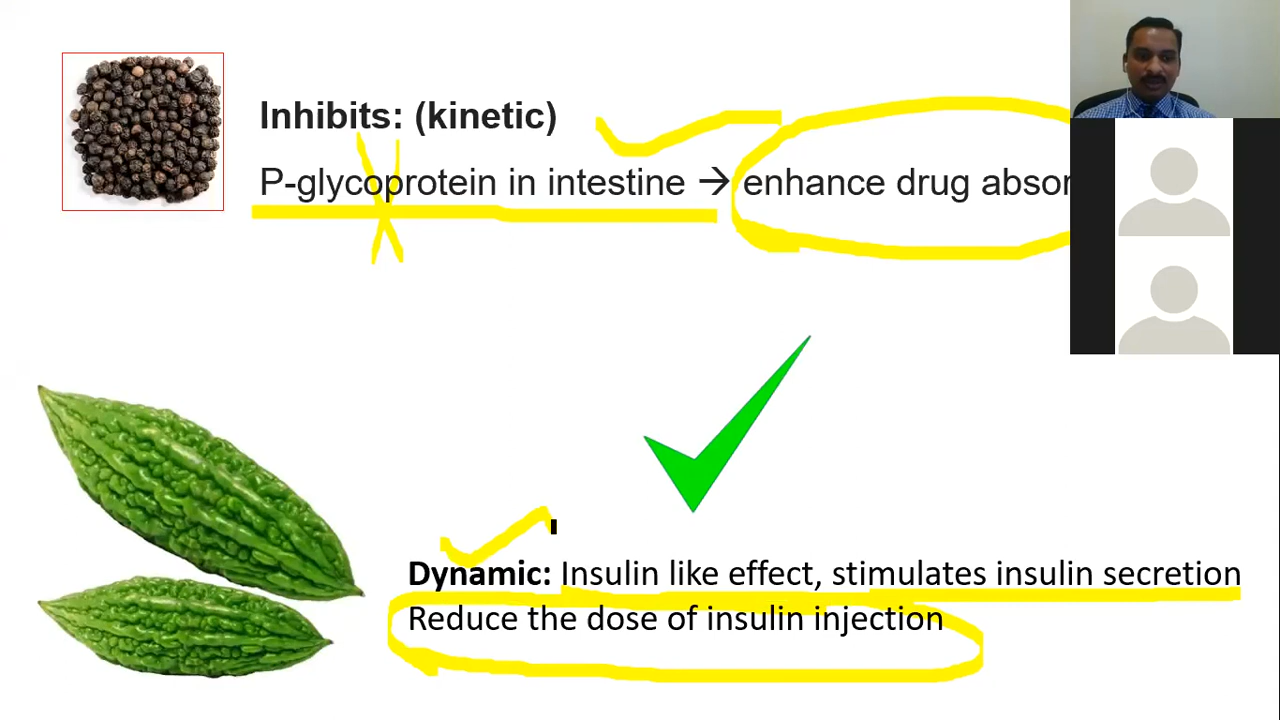 Inhibits: (kinetic)
P-glycoprotein in intestine → enhance drug absor
Dynamic: Insulin like effect, stimulates insulin secretion
Reduce the dose of insulin injection